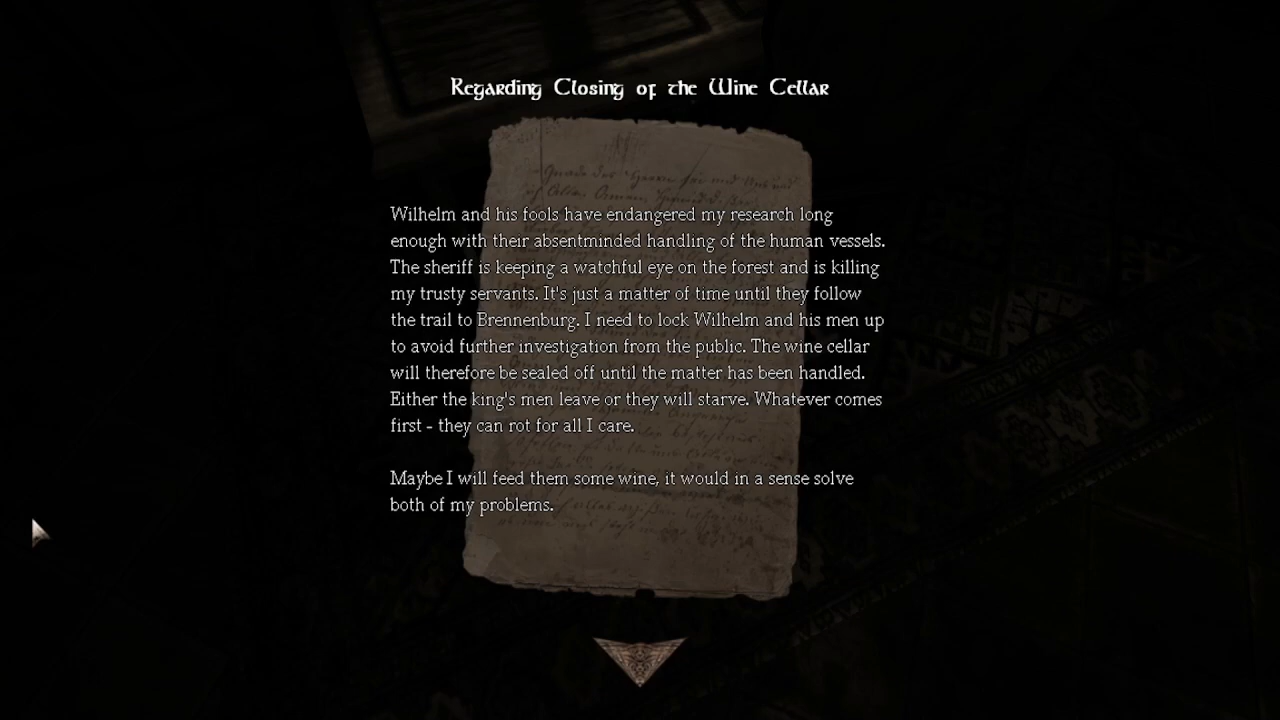 Regarding Closing of the Wine Cellar
Wilhelm and his fools have endangered my research long
enough with their absentminded handling of the human vessels.
The sheriff is keeping a watchful eye on the forest and is killing
my trusty servants. It's just a matter of time until they follow
the trail to Brennenburg. I need to lock Wilhelm and his men up
to avoid further investigation from the public. The wine cellar
will therefore be sealed off until the matter has been handled.
Either the king's men leave or they will starve. Whatever comes
first - they can rot for all I care.
Maybe I will feed them some wine, it would in a sense solve
both of my problems.